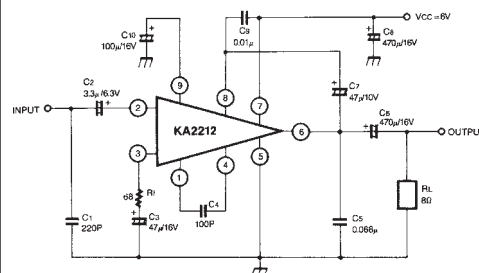 C10
100μ/16V
C9
0.01μ
VCC=6V
C8
470μ/16V
C2
3.3μ/6.3V
9
8
7
C7
47μ/10V
INPUT
2
KA2212
6
C6
470μ/16V
OUTPU
3
1
4
5
68
Rf
C4
100P
RL
8Ω
C1
220P
C3
47μ/16V
C5
0.068μ